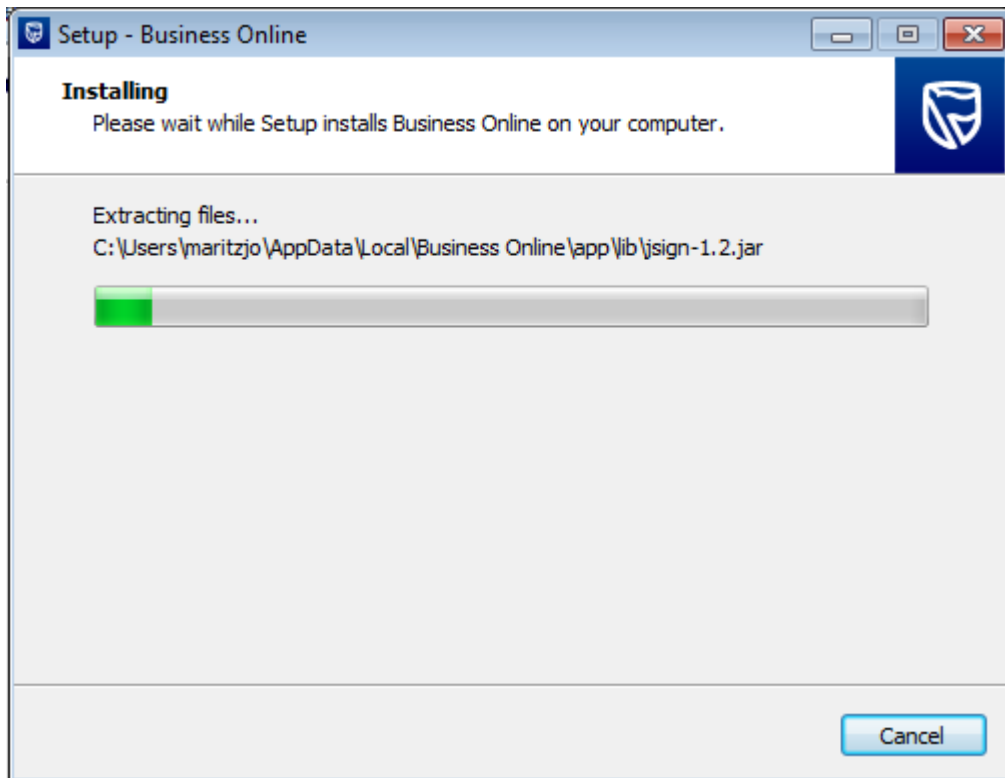 Setup - Business Online
Installing
Please wait while Setup installs Business Online on your computer.
Extracting files...
C:\Users\maritzjo\AppData\Local\Business Online\app\lib\jsign-1.2.jar
Cancel